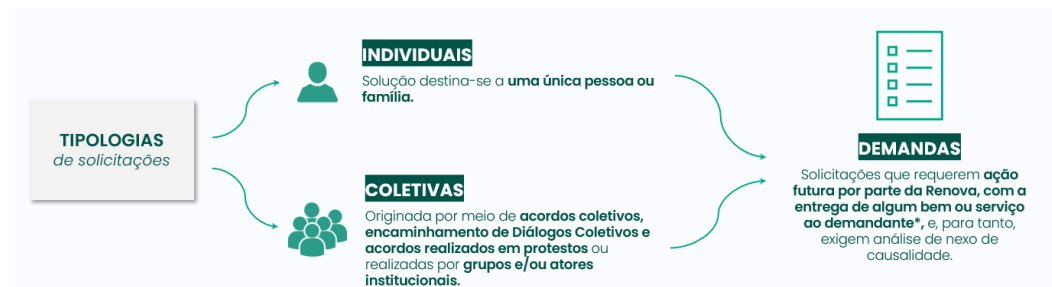 TIPOLOGIAS
de solicitações
INDIVIDUAIS
Solução destina-se a uma única pessoa ou
família.
COLETIVAS
Originada por meio de acordos coletivos,
encaminhamento de Diálogos Coletivos e
acordos realizados em protestos ou
realizadas por grupos e/ou atores
institucionais.
DEMANDAS
Solicitações que requerem ação
futura por parte da Renova, com a
entrega de algum bem ou serviço
ao demandante*, e, para tanto,
exigem análise de nexo de
causalidade.